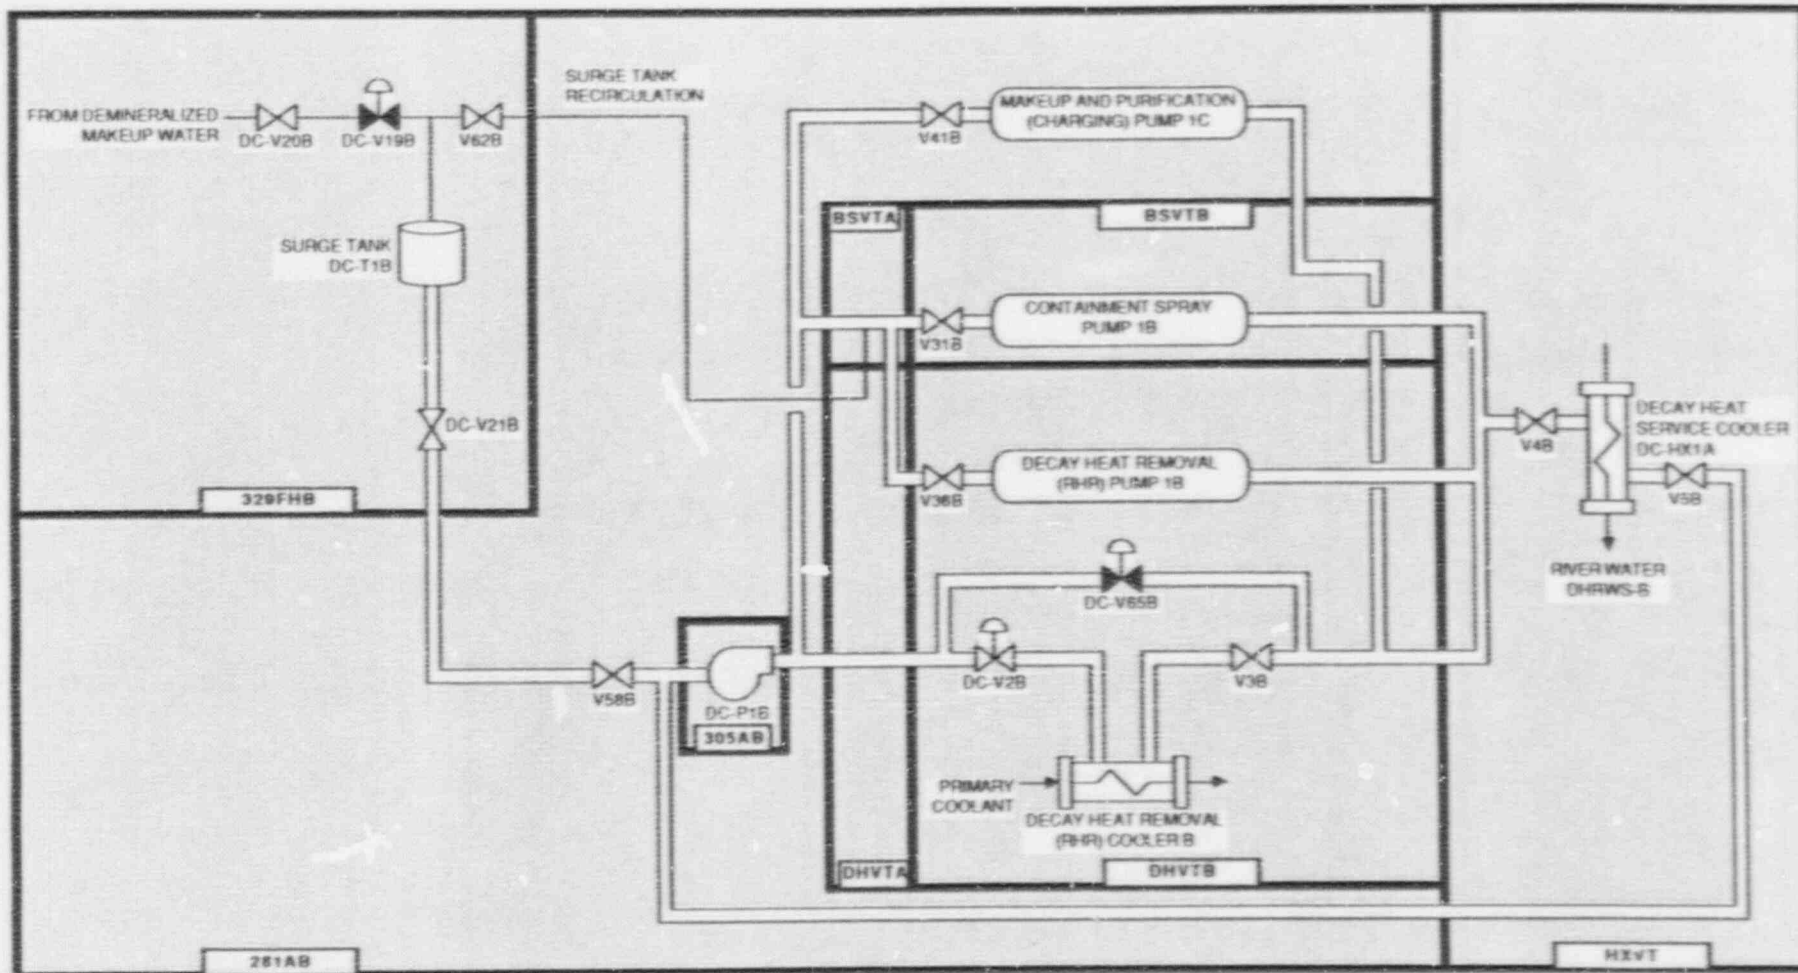 SURGE TANK
RECIRCULATION
FROM DEMINERALIZED
MAKEUP WATER
DC-V20B
DC-V19B
V62B
V41B
MAKEUP AND PURIFICATION
(CHARGING) PUMP 1C
BSVTA
BSVTB
SURGE TANK
DC-T1B
CONTAINMENT SPRAY
PUMP 1B
V31B
DC-V21B
DECAY HEAT
SERVICE COOLER
DC-HX1A
V4B
V5B
DECAY HEAT REMOVAL
(RHR) PUMP 1B
V36B
329FHB
RIVER WATER
DHRWS-B
DC-V65B
DC-V2B
V3B
V58B
DC-P1B
305AB
PRIMARY
COOLANT
DECAY HEAT REMOVAL
(RHR) COOLER B
DHVTA
DHVTB
281AB
HXVT